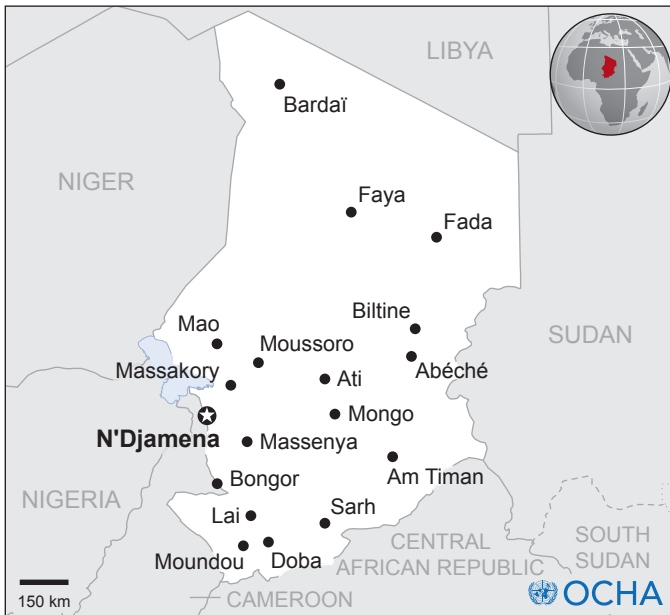 LIBYA
Bardaï
NIGER
Faya
Fada
Biltine
Mao
SUDAN
Moussoro
Abéché
Massakory
Ati
Mongo
N'Djamena
Massenya
Am Timan
Bongor
NIGERIA
Sarh
Lai
CENTRAL
AFRICAN REPUBLIC
SOUTH
SUDAN
Moundou
Doba
150 km
CAMEROON
OCHA